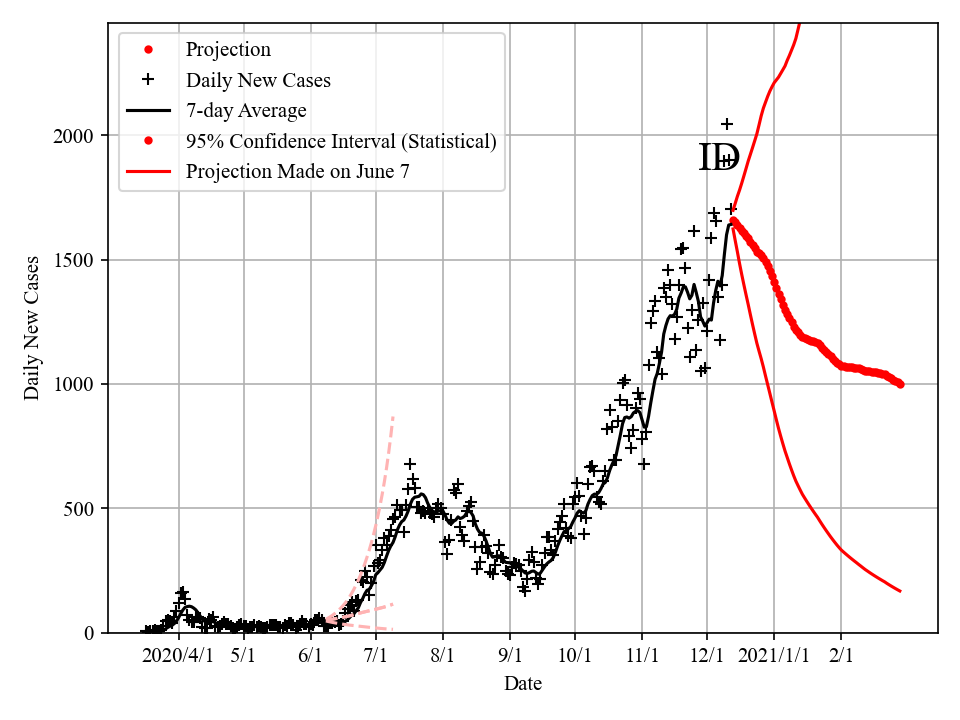 Projection
Daily New Cases
7-day Average
95% Confidence Interval (Statistical)
Projection Made on June 7
ID
Daily New Cases
2000
1500
1000
500
0
2020/4/1 5/1 6/1 7/1 8/1 9/1 10/1 11/1 12/1 2021/1/1 2/1
Date